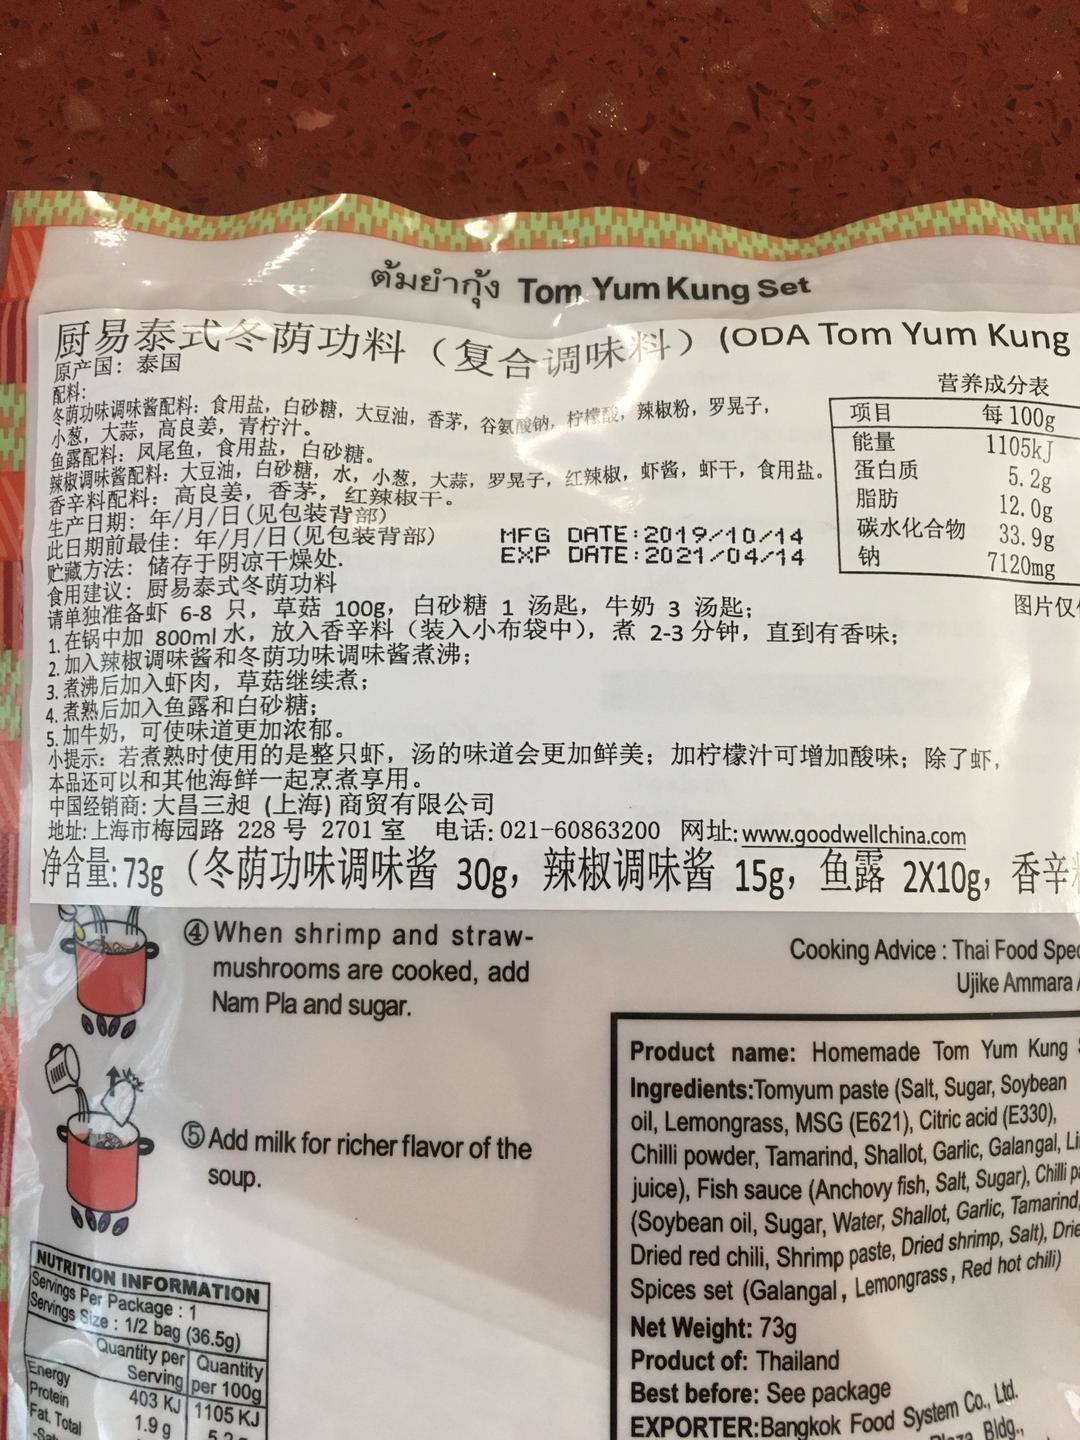 ต้มยำกุ้ง Tom Yum Kung Set
厨易泰式冬荫功料（复合调味料）(ODA Tom Yum Kung
原产国：泰国
配料：
冬荫功味调味酱配料：食用盐，白砂糖，大豆油，香茅，谷氨酸钠，柠檬酸，辣椒粉，罗晃子，
小葱，大蒜，高良姜，青柠汁。
鱼露配料：凤尾鱼，食用盐，白砂糖。
辣椒调味酱配料：大豆油，白砂糖，水，小葱，大蒜，罗晃子，红辣椒，虾酱，虾干，食用盐。
香辛料配料：高良姜，香茅，红辣椒干。
生产日期：年/月/日(见包装背部)
此日期前最佳：年/月/日(见包装背部)
MFG DATE:2019/10/14
EXP DATE:2021/04/14
贮藏方法：储存于阴凉干燥处.
食用建议：厨易泰式冬荫功料
请单独准备虾 6-8 只，草菇 100g，白砂糖 1 汤匙，牛奶 3 汤匙；
1. 在锅中加 800ml 水，放入香辛料（装入小布袋中），煮 2-3 分钟，直到有香味；
2. 加入辣椒调味酱和冬荫功味调味酱煮沸；
3. 煮沸后加入虾肉，草菇继续煮；
4. 煮熟后加入鱼露和白砂糖；
5. 加牛奶，可使味道更加浓郁。
小提示：若煮熟时使用的是整只虾，汤的味道会更加鲜美；加柠檬汁可增加酸味；除了虾，
本品还可以和其他海鲜一起烹煮享用。
中国经销商：大昌三昶 (上海) 商贸有限公司
地址：上海市梅园路 228 号 2701 室 电话：021-60863200 网址：www.goodwellchina.com
净含量：73g（冬荫功味调味酱 30g，辣椒调味酱 15g，鱼露 2X10g，香辛
营养成分表
项目 每 100g
能量 1105kJ
蛋白质 5.2g
脂肪 12.0g
碳水化合物 33.9g
钠 7120mg
图片仅
④ When shrimp and straw-
mushrooms are cooked, add
Nam Pla and sugar.
⑤ Add milk for richer flavor of the
soup.
Cooking Advice : Thai Food Spec
Ujike Ammara
Product name: Homemade Tom Yum Kung
Ingredients:Tomyum paste (Salt, Sugar, Soybean
oil, Lemongrass, MSG (E621), Citric acid (E330),
Chilli powder, Tamarind, Shallot, Garlic, Galangal, Li
juice), Fish sauce (Anchovy fish, Salt, Sugar), Chilli pa
(Soybean oil, Sugar, Water, Shallot, Garlic, Tamarind,
Dried red chili, Shrimp paste, Dried shrimp, Salt), Drie
Spices set (Galangal, Lemongrass, Red hot chili)
Net Weight: 73g
Product of: Thailand
Best before: See package
EXPORTER:Bangkok Food System Co., Ltd.
Bldg.,
NUTRITION INFORMATION
Servings Per Package : 1
Servings Size : 1/2 bag (36.5g)
Quantity per Serving Quantity per 100g
Energy 403 KJ 1105 KJ
Protein 1.9 g 5.2
Fat, Total